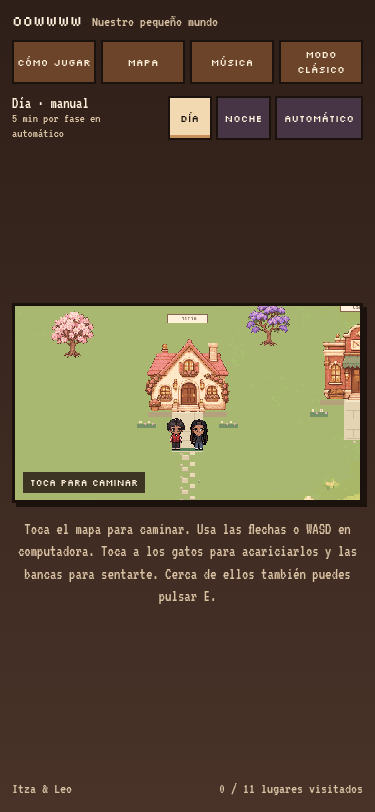 OOWWWW Nuestro pequeño mundo
CÓMO JUGAR
MAPA
MÚSICA
MODO
CLÁSICO
Día · manual
5 min por fase en
automático
DÍA
NOCHE
AUTOMÁTICO
TOCA PARA CAMINAR
Toca el mapa para caminar. Usa las flechas o WASD en
computadora. Toca a los gatos para acariciarlos y las
bancas para sentarte. Cerca de ellos también puedes
pulsar E.
Itza & Leo
0 / 11 lugares visitados